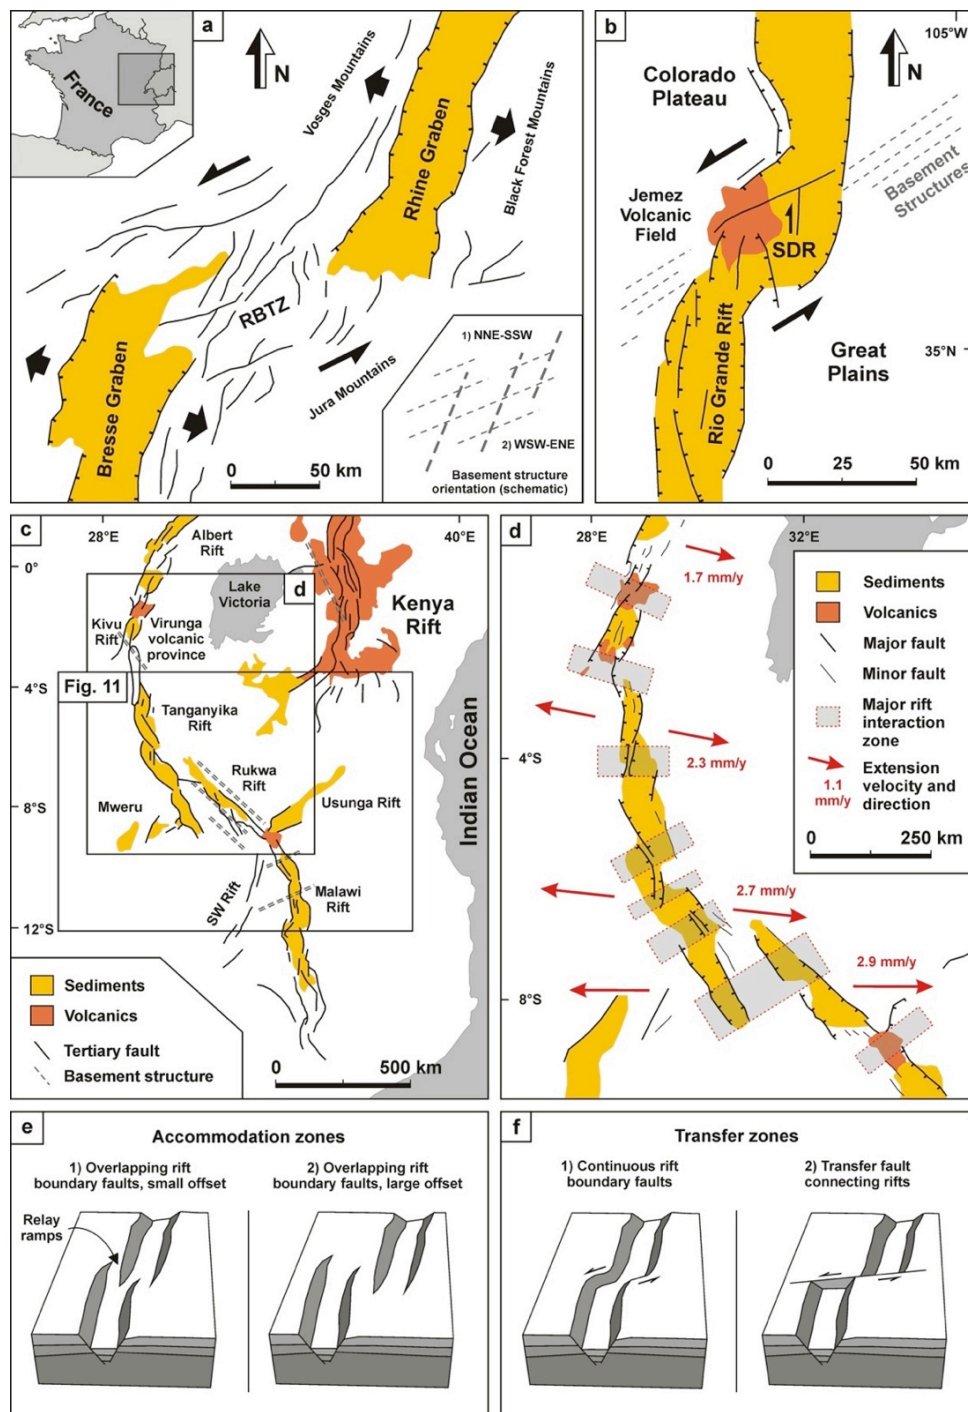 a
France
N
Vosges Mountains
Black Forest Mountains
Rhine Graben
RBTZ
Bresse Graben
Jura Mountains
1) NNE-SSW
2) WSW-ENE
Basement structure
orientation (schematic)
0 50 km
b
105°W
N
Colorado
Plateau
Basement
Structures
Jemez
Volcanic
Field
SDR
Rio Grande Rift
35°N
Great
Plains
0 25 50 km
c
28°E
40°E
Albert
Rift
0°
Lake
Victoria
d
Kenya
Rift
Kivu
Rift
Virunga
volcanic
province
Fig. 11
4°S
Tanganyika
Rift
Rukwa
Rift
Usunga Rift
8°S
Mweru
Indian Ocean
SW Rift
Malawi
Rift
12°S
Sediments
Volcanics
Tertiary fault
Basement structure
0 500 km
d
28°E
32°E
1.7 mm/y
Sediments
Volcanics
Major fault
Minor fault
Major rift
interaction
zone
Extension
velocity and
direction
1.1
mm/y
0 250 km
4°S
2.3 mm/y
2.7 mm/y
2.9 mm/y
8°S
e
Accommodation zones
1) Overlapping rift
boundary faults, small offset
2) Overlapping rift
boundary faults, large offset
Relay
ramps
f
Transfer zones
1) Continuous rift
boundary faults
2) Transfer fault
connecting rifts